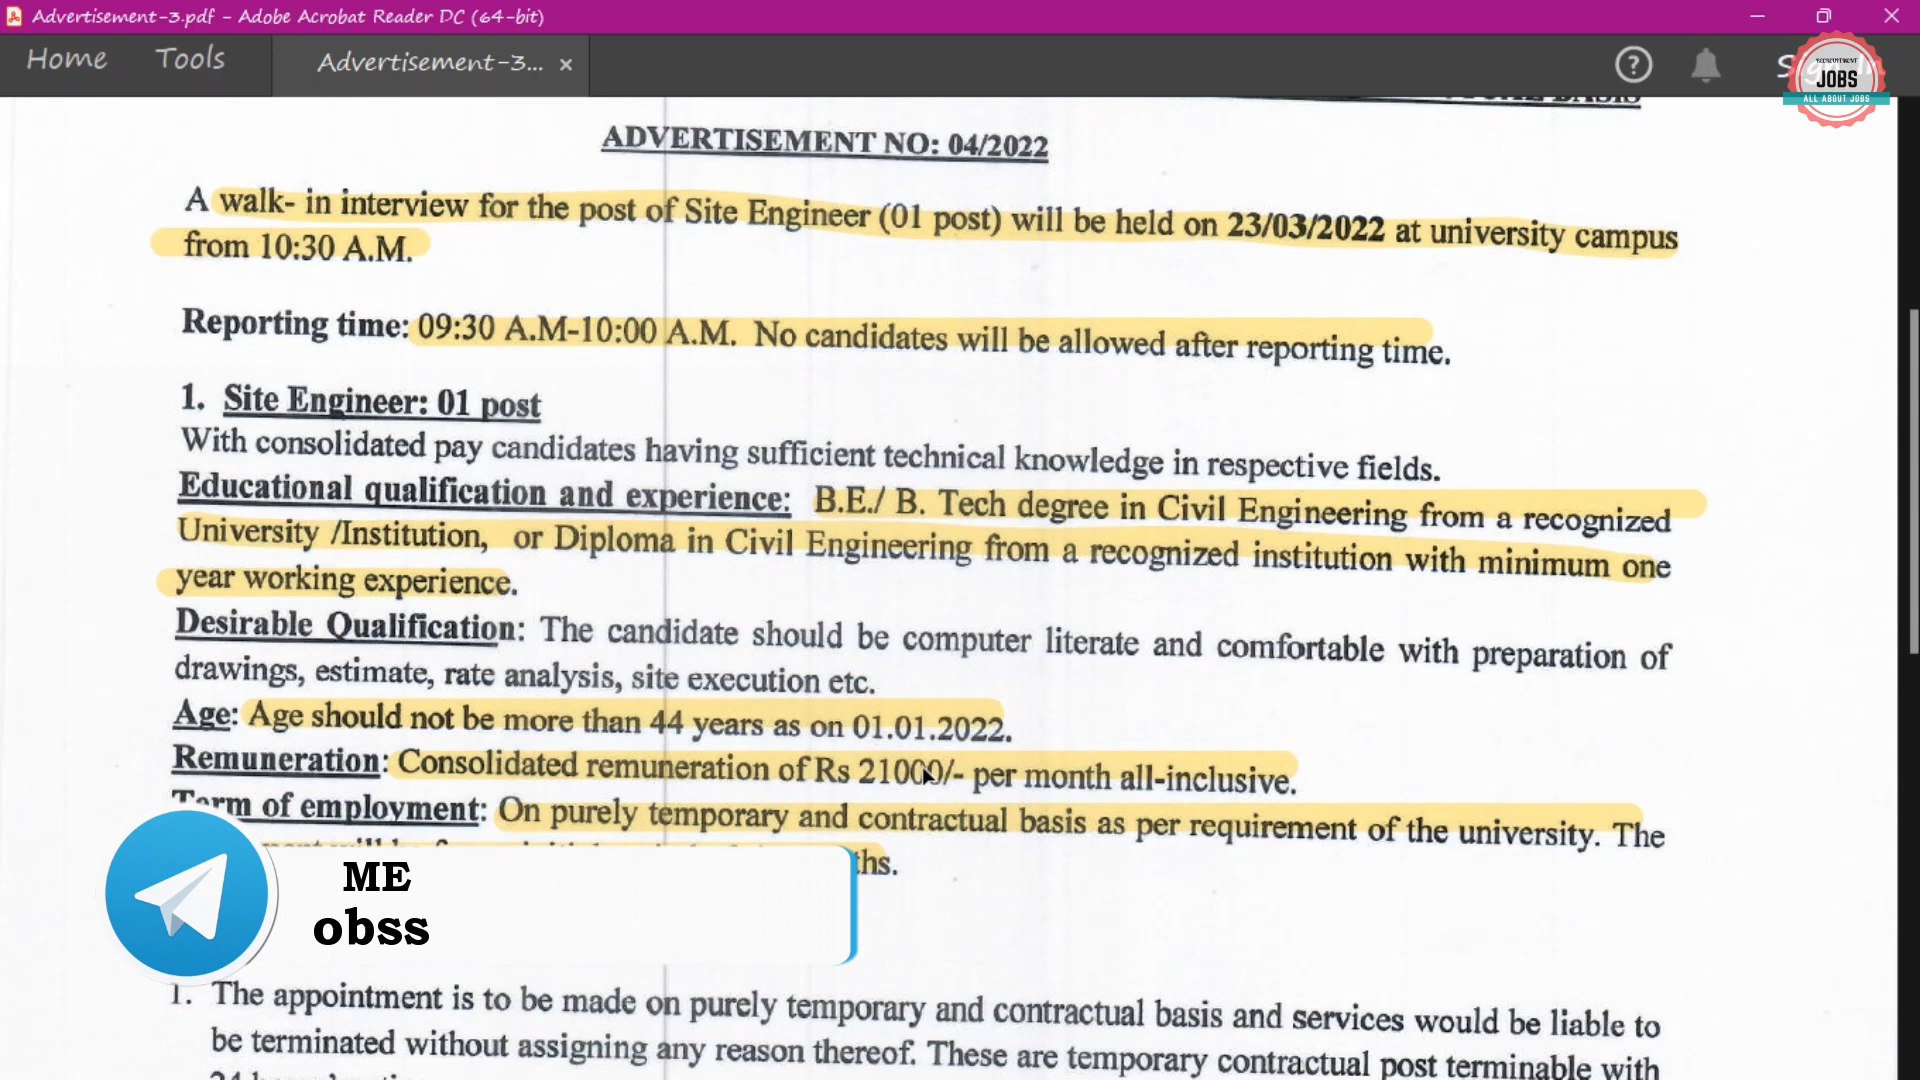 Advertisement-3.pdf - Adobe Acrobat Reader DC (64-bit)
Home Tools Advertisement-3... × ?
RECRUITMENT
JOBS
ALL ABOUT JOBS
ADVERTISEMENT NO: 04/2022
A walk- in interview for the post of Site Engineer (01 post) will be held on 23/03/2022 at university campus
from 10:30 A.M.
Reporting time: 09:30 A.M-10:00 A.M. No candidates will be allowed after reporting time.
1. Site Engineer: 01 post
With consolidated pay candidates having sufficient technical knowledge in respective fields.
Educational qualification and experience: B.E./ B. Tech degree in Civil Engineering from a recognized
University /Institution, or Diploma in Civil Engineering from a recognized institution with minimum one
year working experience.
Desirable Qualification: The candidate should be computer literate and comfortable with preparation of
drawings, estimate, rate analysis, site execution etc.
Age: Age should not be more than 44 years as on 01.01.2022.
Remuneration: Consolidated remuneration of Rs 21000/- per month all-inclusive.
Term of employment: On purely temporary and contractual basis as per requirement of the university. The
ths.
ME
obss
1. The appointment is to be made on purely temporary and contractual basis and services would be liable to
be terminated without assigning any reason thereof. These are temporary contractual post terminable with